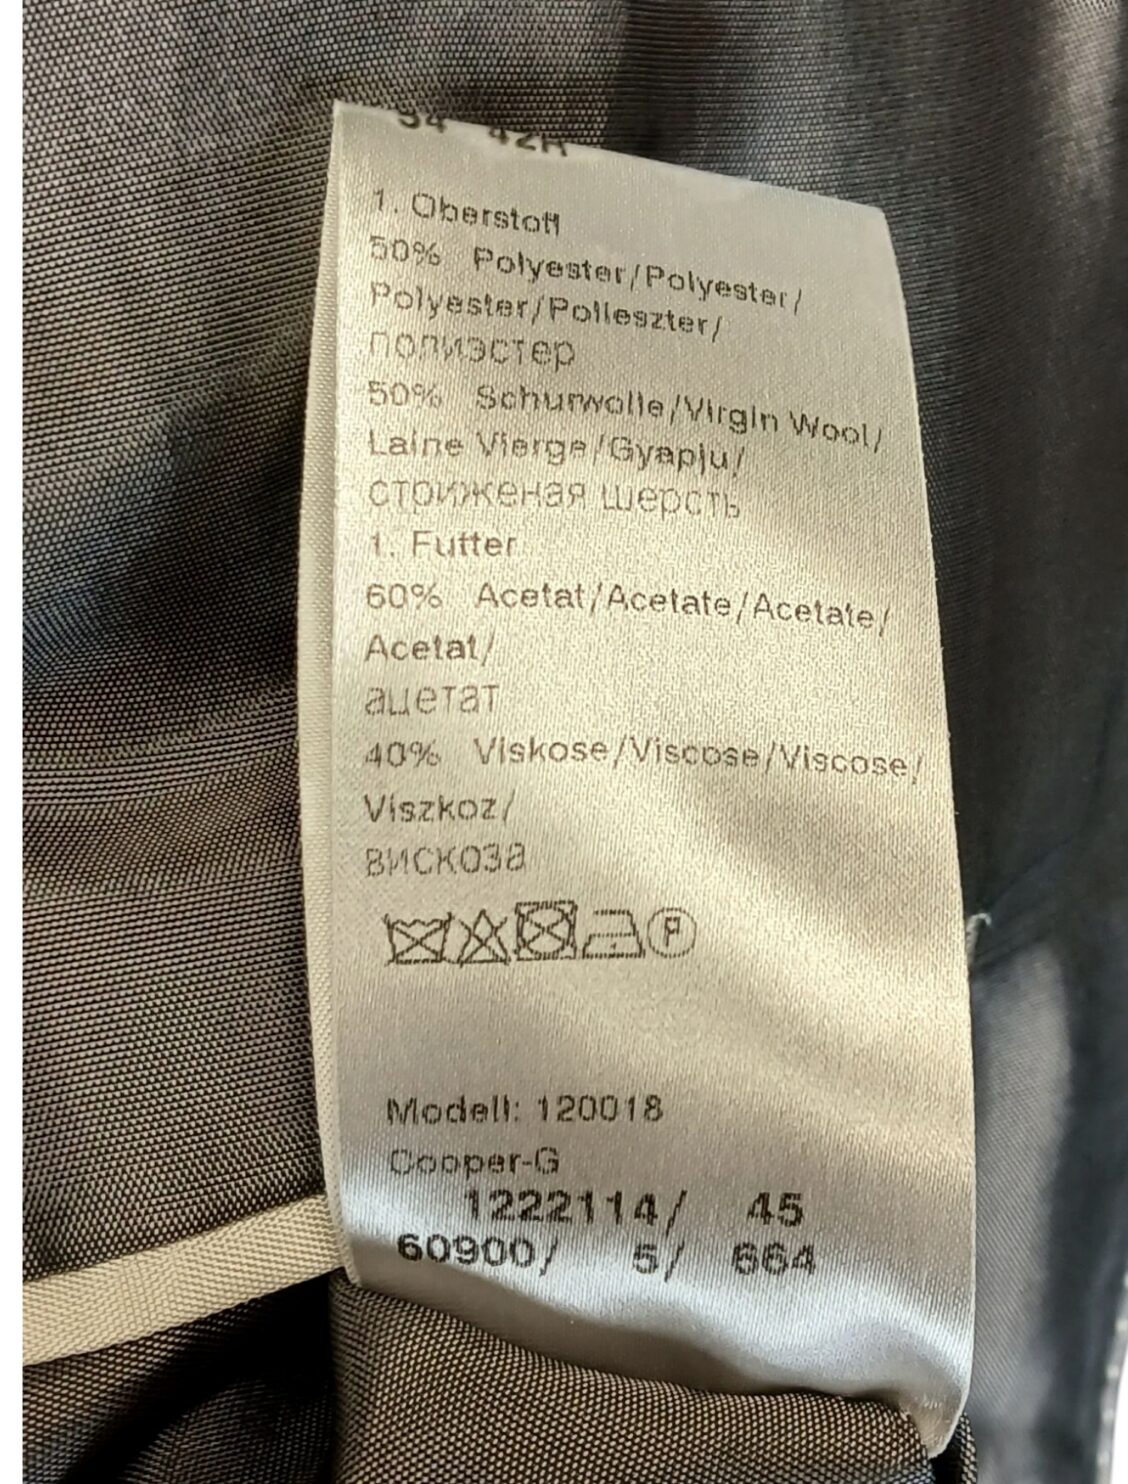 42R
1. Oberstoff
50% Polyester/Polyester/
Polyester/Polieszter/
полиэстер
50% Schurwolle/Virgin Wool/
Laine Vierge/Gyapju/
стриженая шерсть
1. Futter
60% Acetat/Acetate/Acetate/
Acetat/
ацетат
40% Viskose/Viscose/Viscose/
Viszkoz/
вискоза
P
Modell: 120018
Cooper-G
1222114/ 45
60900/ 5/ 664